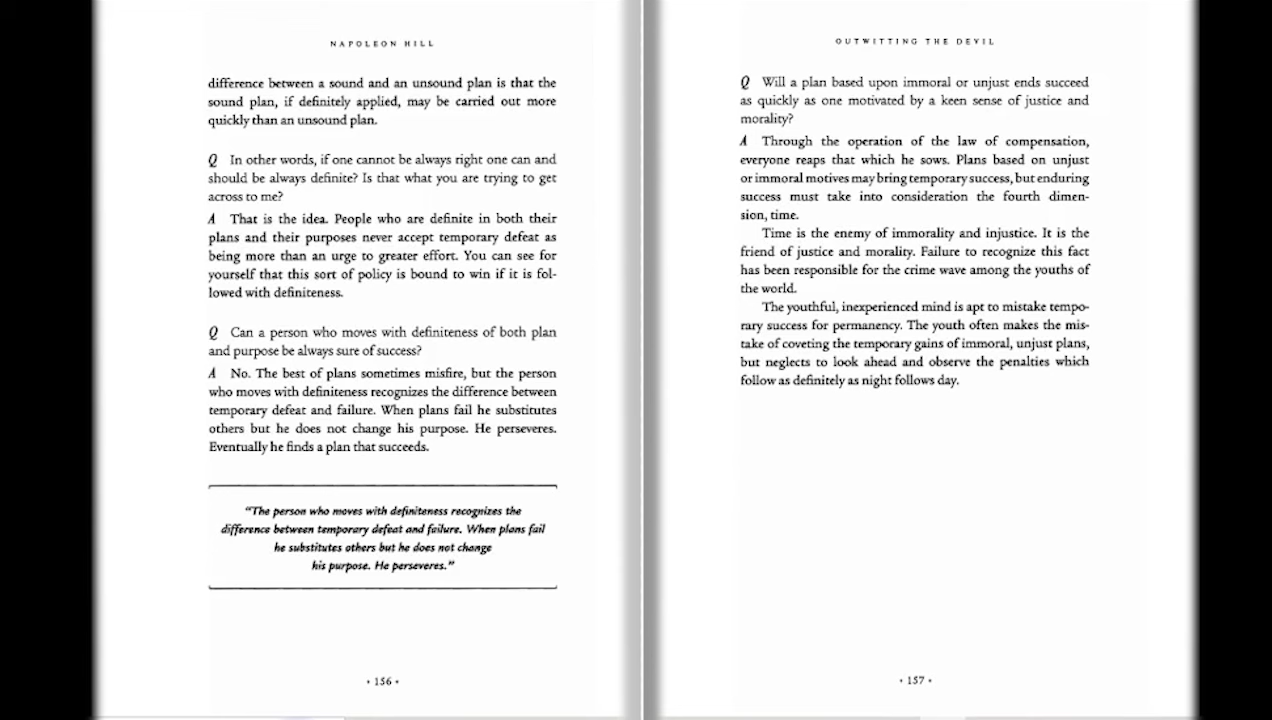 NAPOLEON HILL
difference between a sound and an unsound plan is that the
sound plan, if definitely applied, may be carried out more
quickly than an unsound plan.
Q In other words, if one cannot be always right one can and
should be always definite? Is that what you are trying to get
across to me?
A That is the idea. People who are definite in both their
plans and their purposes never accept temporary defeat as
being more than an urge to greater effort. You can see for
yourself that this sort of policy is bound to win if it is fol-
lowed with definiteness.
Q Can a person who moves with definiteness of both plan
and purpose be always sure of success?
A No. The best of plans sometimes misfire, but the person
who moves with definiteness recognizes the difference between
temporary defeat and failure. When plans fail he substitutes
others but he does not change his purpose. He perseveres.
Eventually he finds a plan that succeeds.
"The person who moves with definiteness recognizes the
difference between temporary defeat and failure. When plans fail
he substitutes others but he does not change
his purpose. He perseveres."
• 156 •
OUTWITTING THE DEVIL
Q Will a plan based upon immoral or unjust ends succeed
as quickly as one motivated by a keen sense of justice and
morality?
A Through the operation of the law of compensation,
everyone reaps that which he sows. Plans based on unjust
or immoral motives may bring temporary success, but enduring
success must take into consideration the fourth dimen-
sion, time.
Time is the enemy of immorality and injustice. It is the
friend of justice and morality. Failure to recognize this fact
has been responsible for the crime wave among the youths of
the world.
The youthful, inexperienced mind is apt to mistake tempo-
rary success for permanency. The youth often makes the mis-
take of coveting the temporary gains of immoral, unjust plans,
but neglects to look ahead and observe the penalties which
follow as definitely as night follows day.
• 157 •